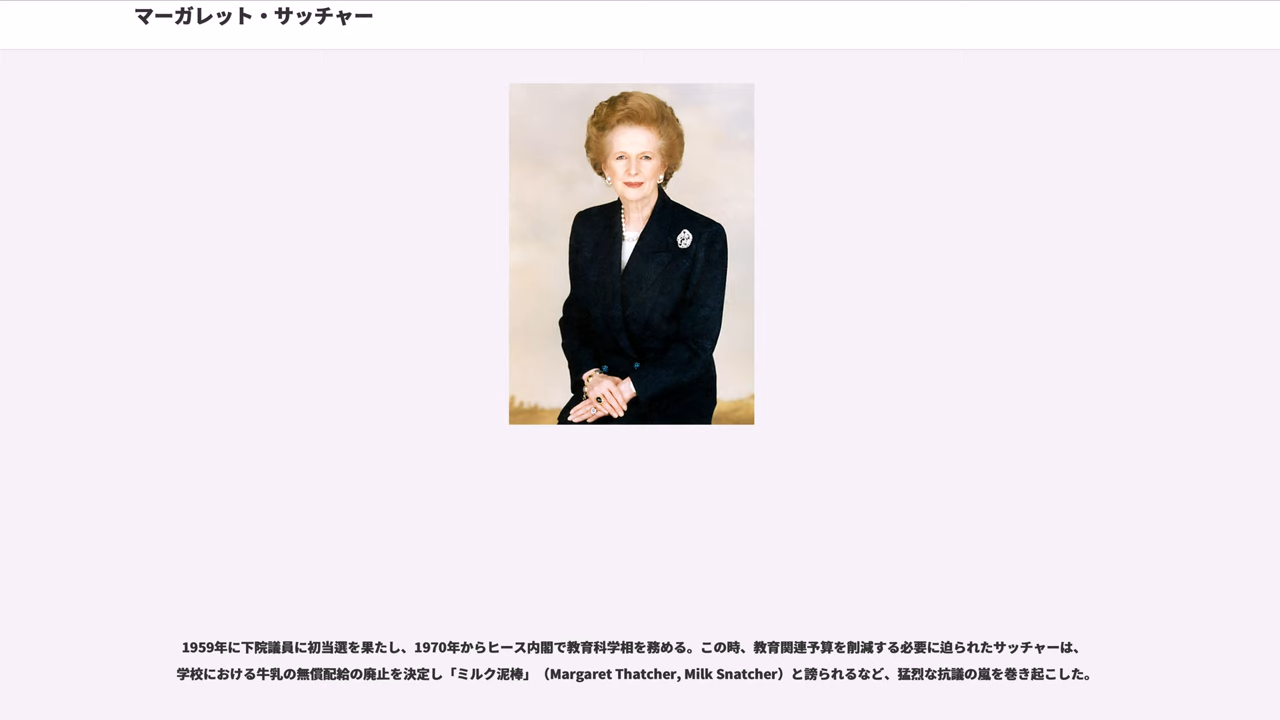 マーガレット・サッチャー
1959年に下院議員に初当選を果たし、1970年からヒース内閣で教育科学相を務める。この時、教育関連予算を削減する必要に迫られたサッチャーは、
学校における牛乳の無償配給の廃止を決定し「ミルク泥棒」（Margaret Thatcher, Milk Snatcher）と謗られるなど、猛烈な抗議の嵐を巻き起こした。